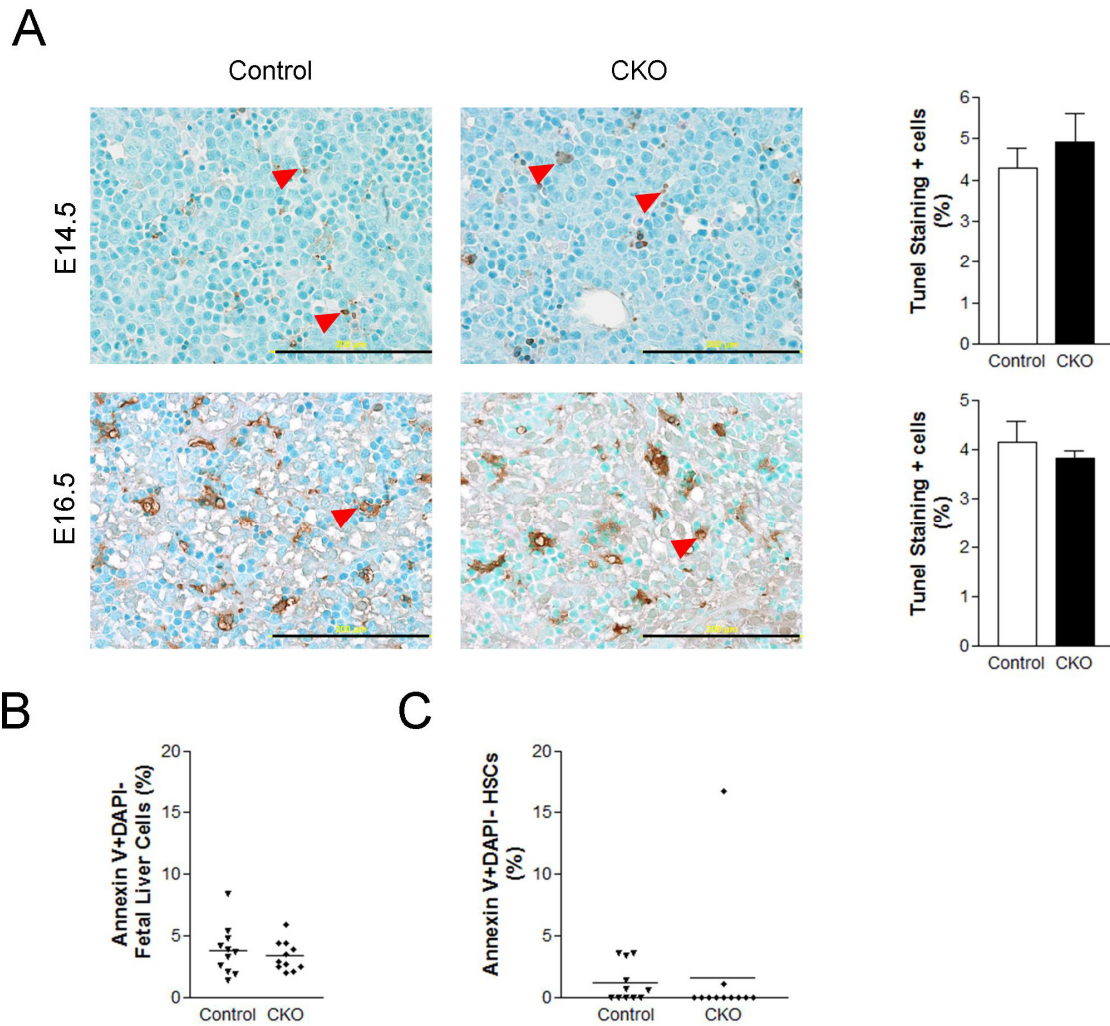 A
Control
CKO
E14.5
6
5
4
3
2
1
0
Tunel Staining + cells
(%)
Control
CKO
E16.5
5
4
3
2
1
0
Tunel Staining + cells
(%)
Control
CKO
B
20
15
10
5
0
Annexin V+DAPI-
Fetal Liver Cells (%)
Control
CKO
C
20
15
10
5
0
Annexin V+DAPI- HSCs
(%)
Control
CKO